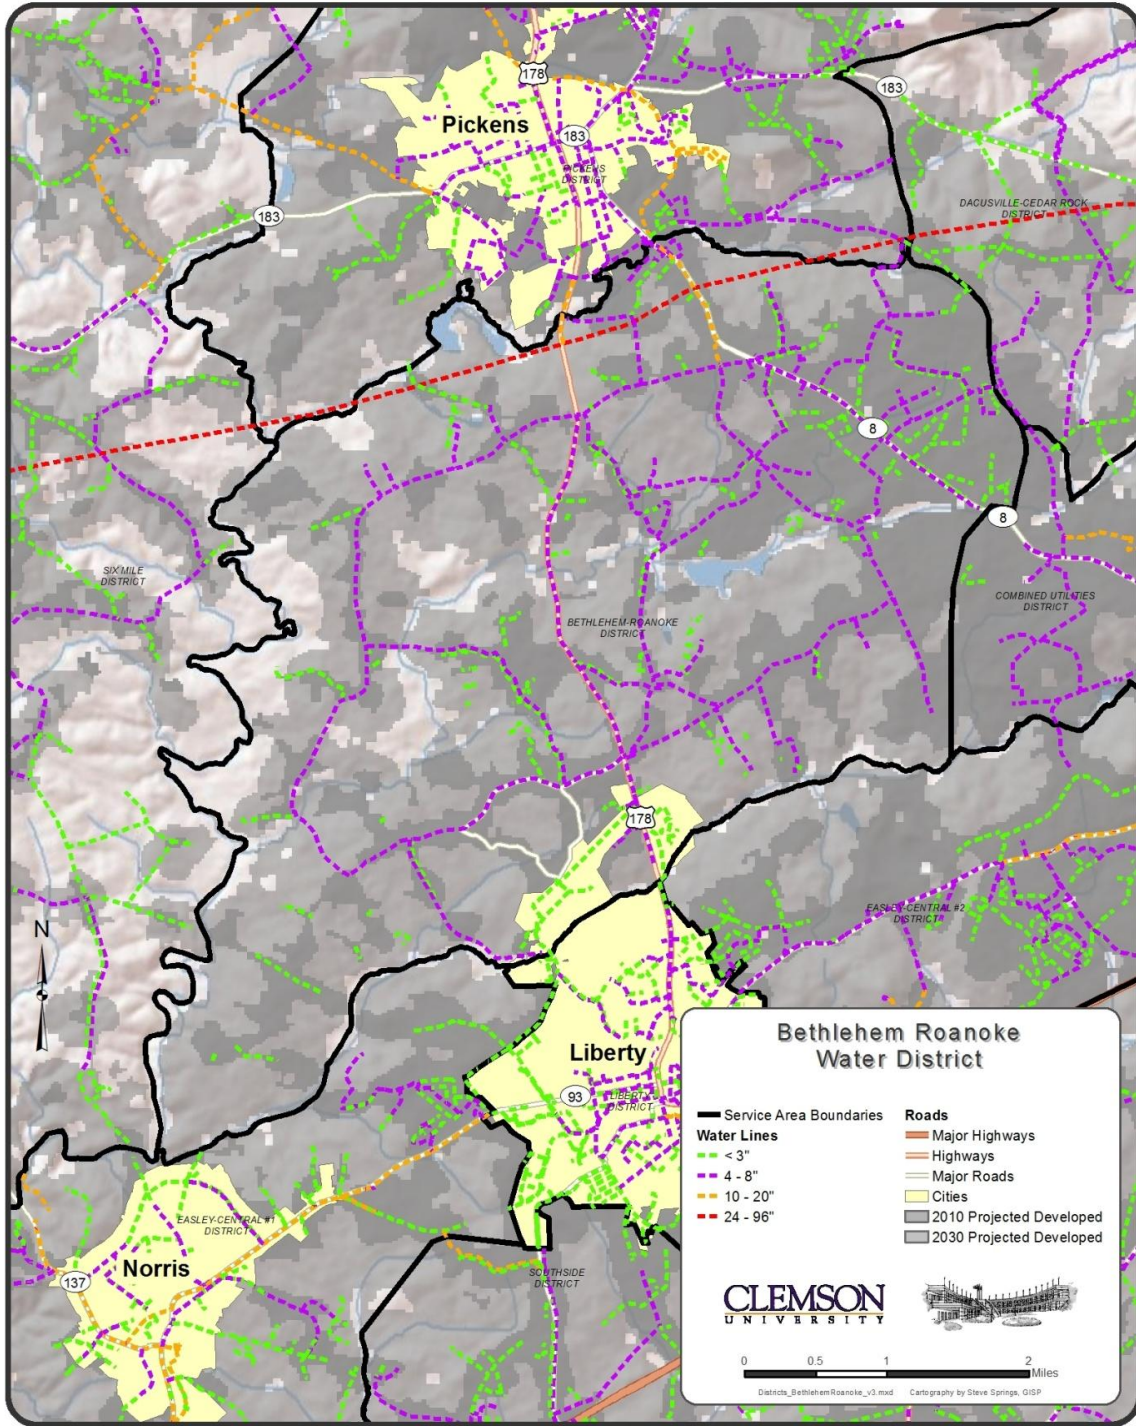 178
Pickens
183
183
PICKENS
DISTRICT
DACUSVILLE-CEDAR ROCK
DISTRICT
183
8
8
SIX MILE
DISTRICT
COMBINED UTILITIES
DISTRICT
BETHLEHEM-ROANOKE
DISTRICT
178
EASLEY-CENTRAL #2
DISTRICT
N
Liberty
93
LIBERTY
DISTRICT
EASLEY-CENTRAL #1
DISTRICT
Norris
137
SOUTHSIDE
DISTRICT
Bethlehem Roanoke
Water District
Service Area Boundaries
Water Lines
< 3"
4 - 8"
10 - 20"
24 - 96"
Roads
Major Highways
Highways
Major Roads
Cities
2010 Projected Developed
2030 Projected Developed
CLEMSON
UNIVERSITY
0 0.5 1 2
Miles
Districts_BethlehemRoanoke_v3.mxd Cartography by Steve Springs, GISP